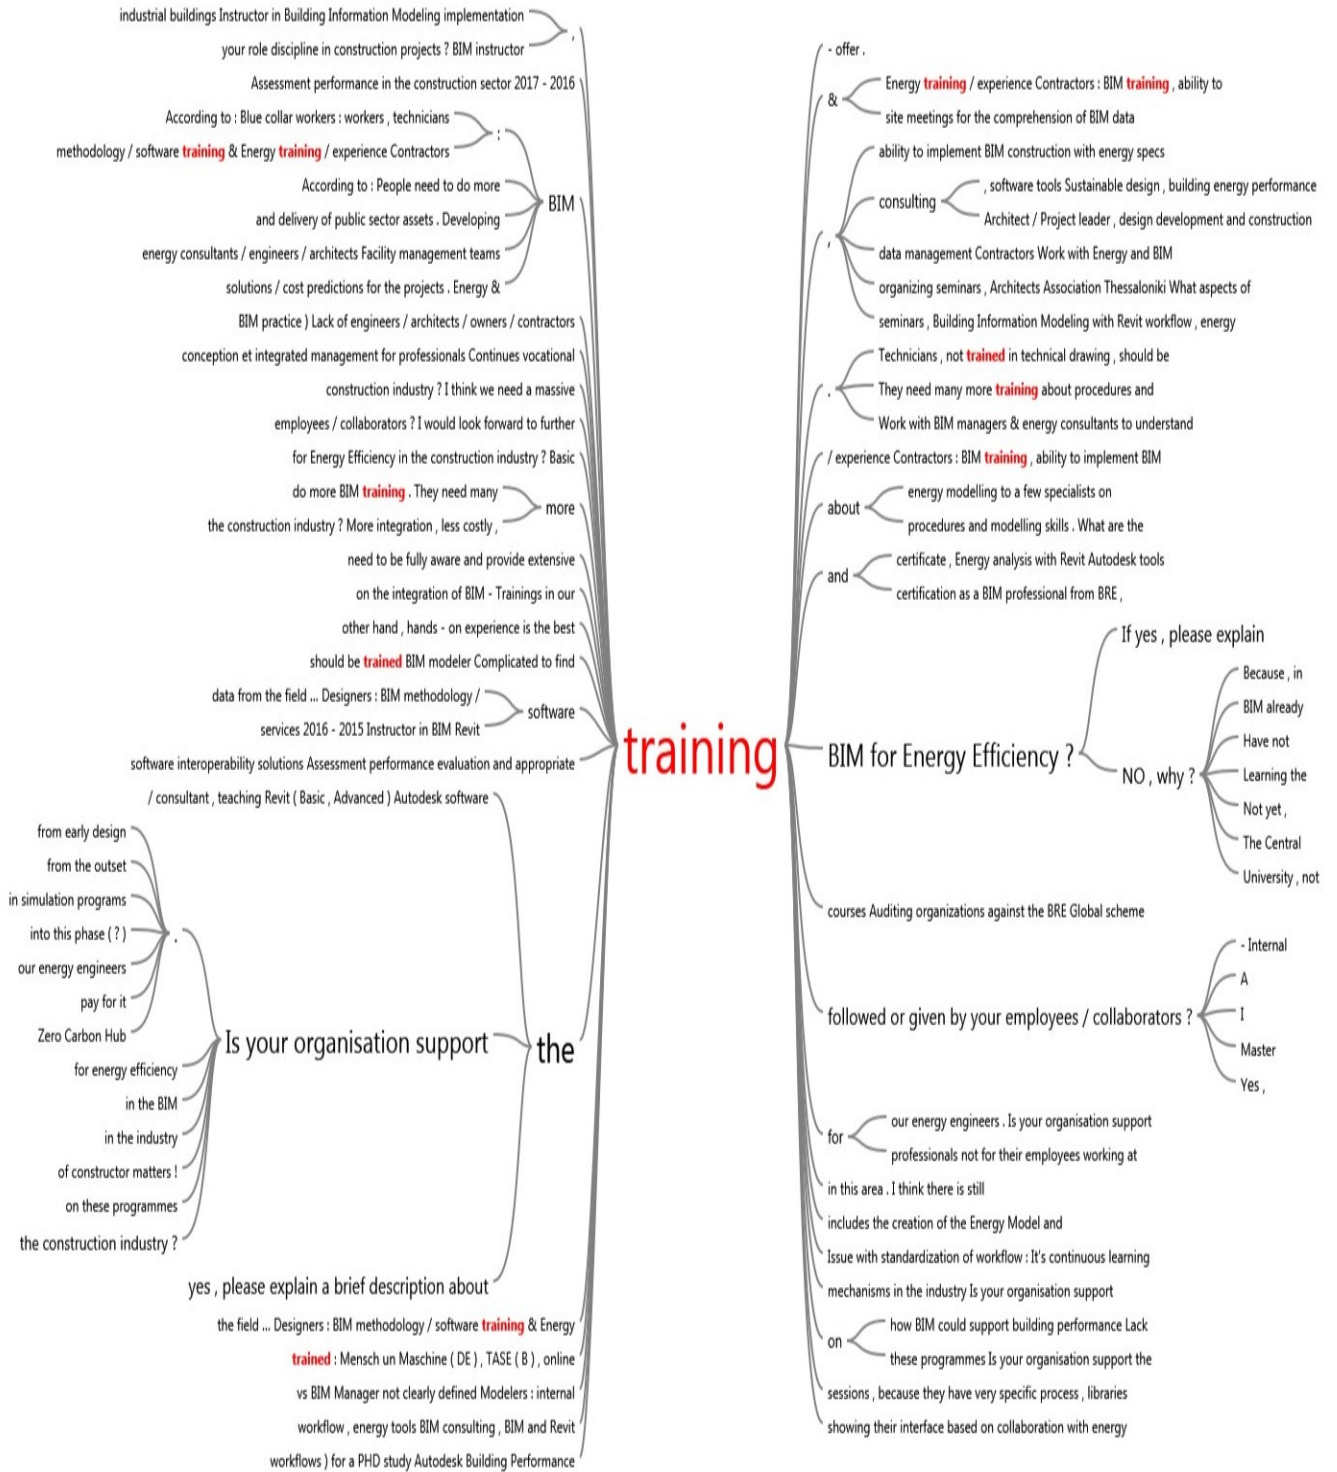 industrial buildings Instructor in Building Information Modeling implementation
your role discipline in construction projects ? BIM instructor
,
Assessment performance in the construction sector 2017 - 2016
According to : Blue collar workers : workers , technicians
methodology / software training & Energy training / experience Contractors
:
According to : People need to do more
and delivery of public sector assets . Developing
energy consultants / engineers / architects Facility management teams
solutions / cost predictions for the projects . Energy &
BIM
BIM practice ) Lack of engineers / architects / owners / contractors
conception et integrated management for professionals Continues vocational
construction industry ? I think we need a massive
employees / collaborators ? I would look forward to further
for Energy Efficiency in the construction industry ? Basic
do more BIM training . They need many
the construction industry ? More integration , less costly ,
more
need to be fully aware and provide extensive
on the integration of BIM - Trainings in our
other hand , hands - on experience is the best
should be trained BIM modeler Complicated to find
data from the field ... Designers : BIM methodology /
services 2016 - 2015 Instructor in BIM Revit
software
software interoperability solutions Assessment performance evaluation and appropriate
/ consultant , teaching Revit ( Basic , Advanced ) Autodesk software
from early design
from the outset
in simulation programs
into this phase ( ? )
our energy engineers
pay for it
Zero Carbon Hub
.
for energy efficiency
in the BIM
in the industry
of constructor matters !
on these programmes
the construction industry ?
Is your organisation support
yes , please explain a brief description about
the
the field ... Designers : BIM methodology / software training & Energy
trained : Mensch un Maschine ( DE ) , TASE ( B ) , online
vs BIM Manager not clearly defined Modelers : internal
workflow , energy tools BIM consulting , BIM and Revit
workflows ) for a PHD study Autodesk Building Performance
training
- offer .
&
Energy training / experience Contractors : BIM training , ability to
site meetings for the comprehension of BIM data
,
ability to implement BIM construction with energy specs
consulting
, software tools Sustainable design , building energy performance
Architect / Project leader , design development and construction
data management Contractors Work with Energy and BIM
organizing seminars , Architects Association Thessaloniki What aspects of
seminars , Building Information Modeling with Revit workflow , energy
.
Technicians , not trained in technical drawing , should be
They need many more training about procedures and
Work with BIM managers & energy consultants to understand
/ experience Contractors : BIM training , ability to implement BIM
about
energy modelling to a few specialists on
procedures and modelling skills . What are the
and
certificate , Energy analysis with Revit Autodesk tools
certification as a BIM professional from BRE ,
BIM for Energy Efficiency ?
If yes , please explain
NO , why ?
Because , in
BIM already
Have not
Learning the
Not yet ,
The Central
University , not
courses Auditing organizations against the BRE Global scheme
followed or given by your employees / collaborators ?
- Internal
A
I
Master
Yes ,
for
our energy engineers . Is your organisation support
professionals not for their employees working at
in this area . I think there is still
includes the creation of the Energy Model and
Issue with standardization of workflow : It's continuous learning
mechanisms in the industry Is your organisation support
on
how BIM could support building performance Lack
these programmes Is your organisation support the
sessions , because they have very specific process , libraries
showing their interface based on collaboration with energy